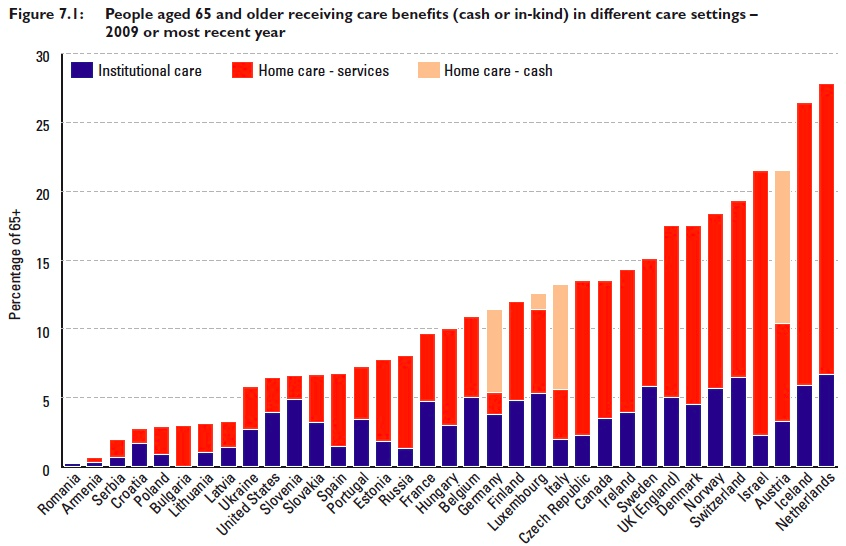 Figure 7.1: People aged 65 and older receiving care benefits (cash or in-kind) in different care settings –
2009 or most recent year
30
Institutional care
Home care - services
Home care - cash
25
20
15
10
5
0
Percentage of 65+
Romania
Armenia
Serbia
Croatia
Poland
Bulgaria
Lithuania
Latvia
Ukraine
United States
Slovenia
Slovakia
Spain
Portugal
Estonia
Russia
France
Hungary
Belgium
Germany
Finland
Luxembourg
Italy
Czech Republic
Canada
Ireland
Sweden
UK (England)
Denmark
Norway
Switzerland
Israel
Austria
Iceland
Netherlands